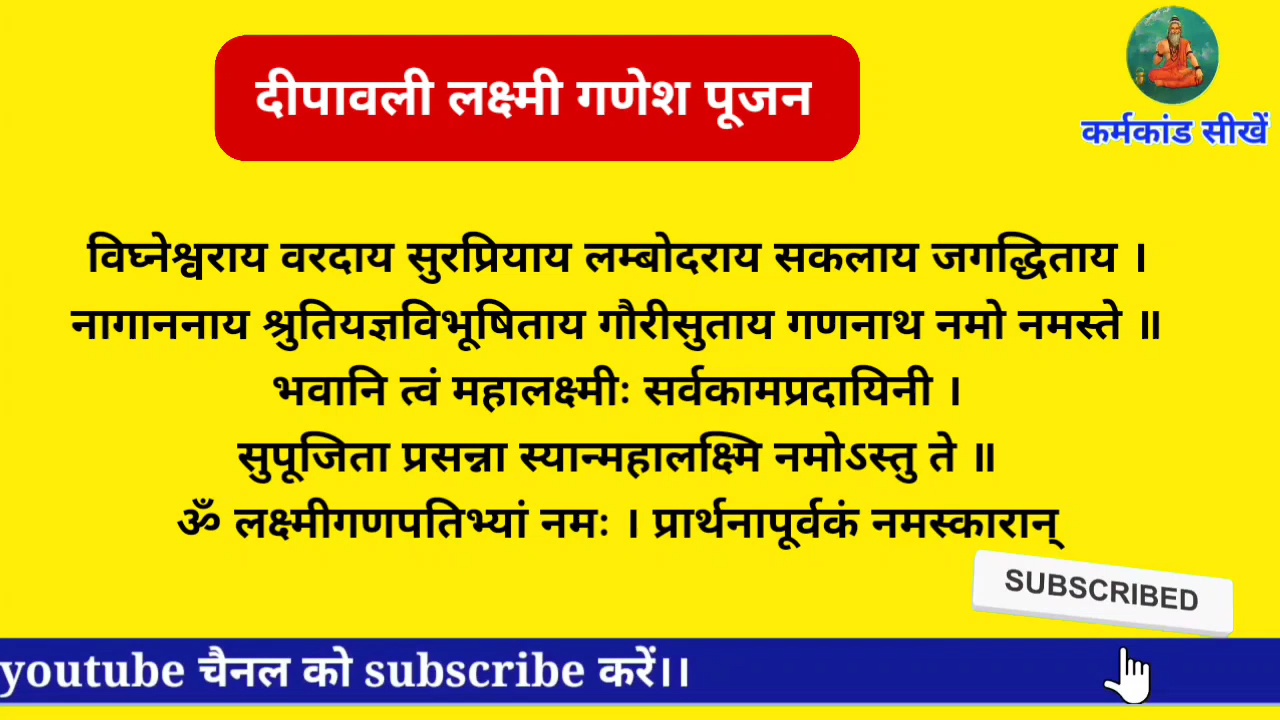 दीपावली लक्ष्मी गणेश पूजन
कर्मकांड सीखें
विघ्नेश्वराय वरदाय सुरप्रियाय लम्बोदराय सकलाय जगद्धिताय ।
नागाननाय श्रुतियज्ञविभूषिताय गौरीसुताय गणनाथ नमो नमस्ते ॥
भवानि त्वं महालक्ष्मीः सर्वकामप्रदायिनी ।
सुपूजिता प्रसन्ना स्यान्महालक्ष्मि नमोऽस्तु ते ॥
ॐ लक्ष्मीगणपतिभ्यां नमः । प्रार्थनापूर्वकं नमस्कारान्
SUBSCRIBED
youtube चैनल को subscribe करें।।